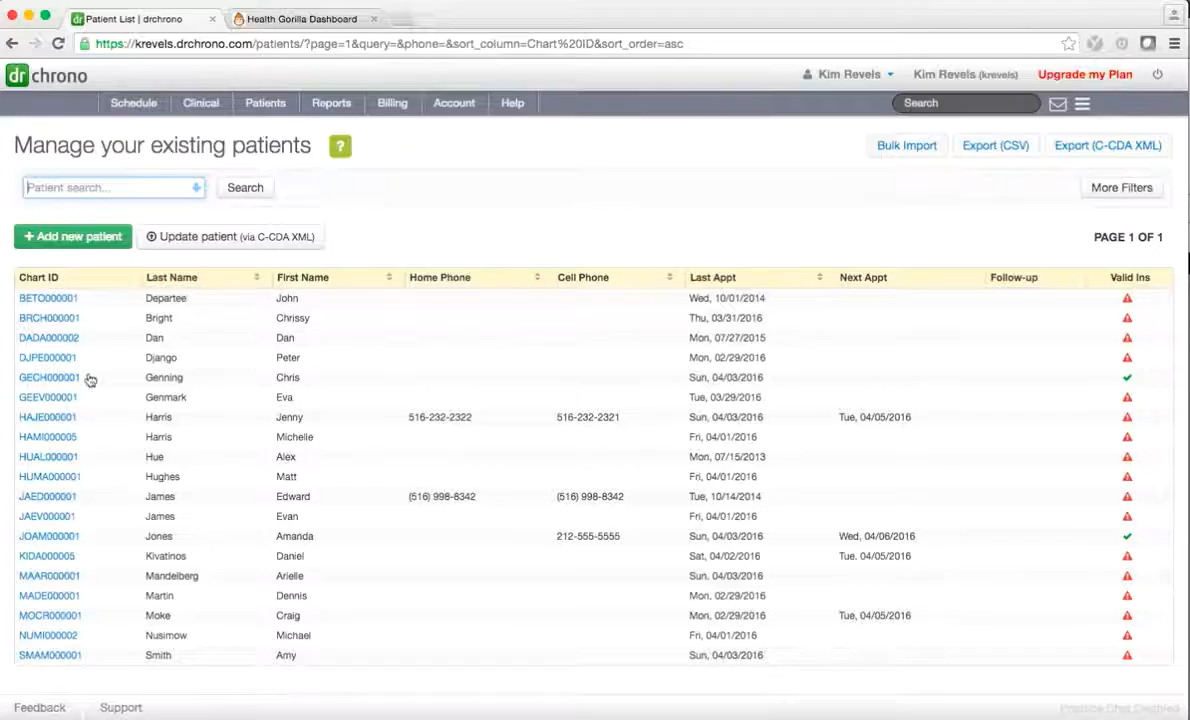 Patient List | drchrono
Health Gorilla Dashboard
https://krevels.drchrono.com/patients/?page=1&query=&phone=&sort_column=Chart%20ID&sort_order=asc
dr chrono
Kim Revels
Kim Revels (krevels)
Upgrade my Plan
Schedule Clinical Patients Reports Billing Account Help
Search
Manage your existing patients ?
Bulk Import
Export (CSV)
Export (C-CDA XML)
Patient search...
Search
More Filters
+ Add new patient
Update patient (via C-CDA XML)
PAGE 1 OF 1
Chart ID Last Name First Name Home Phone Cell Phone Last Appt Next Appt Follow-up Valid Ins
BETO000001 Departee John Wed, 10/01/2014
BRCH000001 Bright Chrissy Thu, 03/31/2016
DADA000002 Dan Dan Mon, 07/27/2015
DJPE000001 Django Peter Mon, 02/29/2016
GECH000001 Genning Chris Sun, 04/03/2016
GEEV000001 Genmark Eva Tue, 03/29/2016
HAJE000001 Harris Jenny 516-232-2322 516-232-2321 Sun, 04/03/2016 Tue, 04/05/2016
HAMI000005 Harris Michelle Fri, 04/01/2016
HUAL000001 Hue Alex Mon, 07/15/2013
HUMA000001 Hughes Matt Fri, 04/01/2016
JAED000001 James Edward (516) 998-8342 (516) 998-8342 Tue, 10/14/2014
JAEV000001 James Evan Fri, 04/01/2016
JOAM000001 Jones Amanda 212-555-5555 Sun, 04/03/2016 Wed, 04/06/2016
KIDA000005 Kivatinos Daniel Sat, 04/02/2016 Tue, 04/05/2016
MAAR000001 Mandelberg Arielle Sun, 04/03/2016
MADE000001 Martin Dennis Mon, 02/29/2016
MOCR000001 Moke Craig Mon, 02/29/2016 Tue, 04/05/2016
NUMI000002 Nusimow Michael Fri, 04/01/2016
SMAM000001 Smith Amy Sun, 04/03/2016
Feedback
Support
Practice Chat Disabled